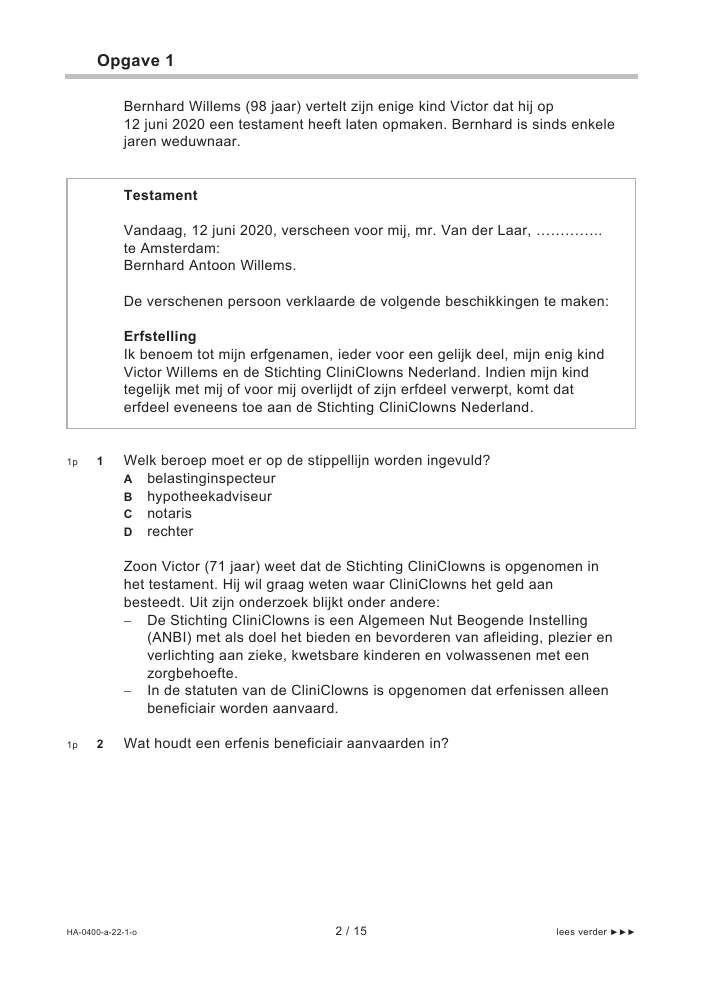 Opgave 1
Bernhard Willems (98 jaar) vertelt zijn enige kind Victor dat hij op
12 juni 2020 een testament heeft laten opmaken. Bernhard is sinds enkele
jaren weduwnaar.
Testament
Vandaag, 12 juni 2020, verscheen voor mij, mr. Van der Laar, …………..
te Amsterdam:
Bernhard Antoon Willems.
De verschenen persoon verklaarde de volgende beschikkingen te maken:
Erfstelling
Ik benoem tot mijn erfgenamen, ieder voor een gelijk deel, mijn enig kind
Victor Willems en de Stichting CliniClowns Nederland. Indien mijn kind
tegelijk met mij of voor mij overlijdt of zijn erfdeel verwerpt, komt dat
erfdeel eveneens toe aan de Stichting CliniClowns Nederland.
1p 1 Welk beroep moet er op de stippellijn worden ingevuld?
A belastinginspecteur
B hypotheekadviseur
C notaris
D rechter
Zoon Victor (71 jaar) weet dat de Stichting CliniClowns is opgenomen in
het testament. Hij wil graag weten waar CliniClowns het geld aan
besteedt. Uit zijn onderzoek blijkt onder andere:
– De Stichting CliniClowns is een Algemeen Nut Beogende Instelling
(ANBI) met als doel het bieden en bevorderen van afleiding, plezier en
verlichting aan zieke, kwetsbare kinderen en volwassenen met een
zorgbehoefte.
– In de statuten van de CliniClowns is opgenomen dat erfenissen alleen
beneficiair worden aanvaard.
1p 2 Wat houdt een erfenis beneficiair aanvaarden in?
HA-0400-a-22-1-o 2 / 15 lees verder ►►►